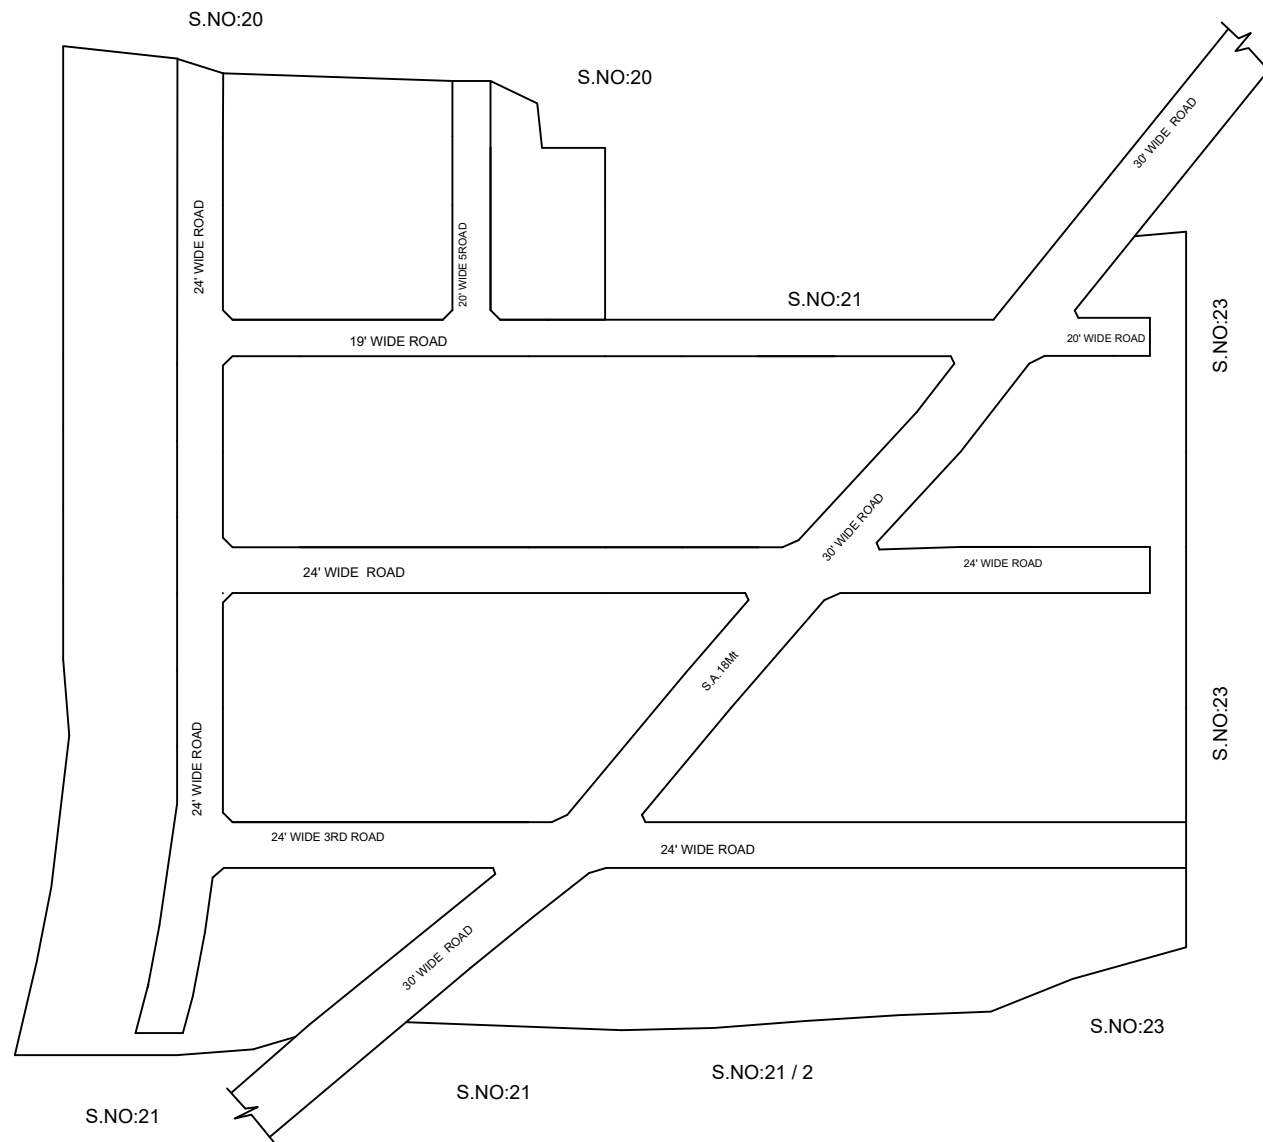 S.NO:20
S.NO:20
30' WIDE ROAD
24' WIDE ROAD
20' WIDE 5ROAD
S.NO:21
S.NO:23
19' WIDE ROAD
20' WIDE ROAD
30' WIDE ROAD
24' WIDE ROAD
24' WIDE ROAD
S.A.18Mt
S.NO:23
24' WIDE ROAD
24' WIDE 3RD ROAD
24' WIDE ROAD
30' WIDE ROAD
S.NO:23
S.NO:21 / 2
S.NO:21
S.NO:21